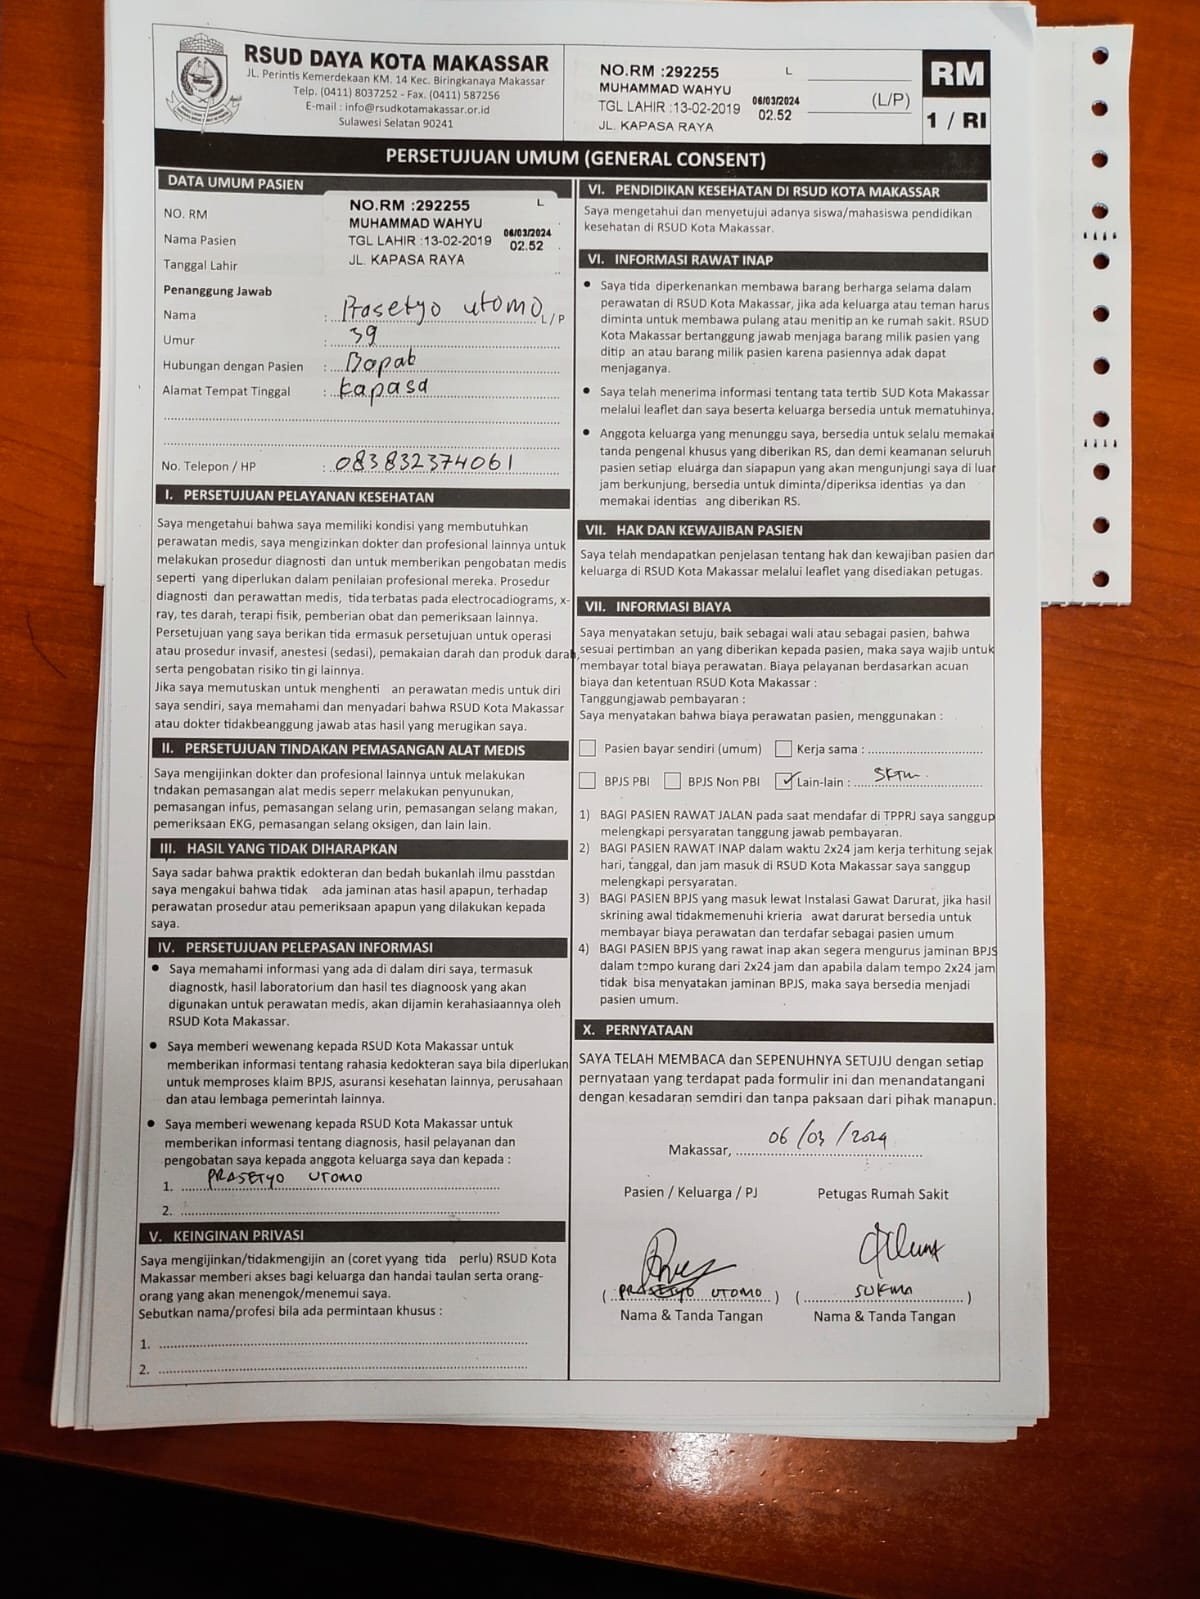 RSUD DAYA KOTA MAKASSAR
JL. Perintis Kemerdekaan KM. 14 Kec. Biringkanaya Makassar
Telp. (0411) 8037252 - Fax. (0411) 587256
E-mail : info@rsudkotamakassar.or.id
Sulawesi Selatan 90241
NO.RM :292255 L
MUHAMMAD WAHYU
TGL LAHIR :13-02-2019 06/03/2024 02.52
JL. KAPASA RAYA
(L/P)
RM
1 / RI
PERSETUJUAN UMUM (GENERAL CONSENT)
DATA UMUM PASIEN
NO. RM
Nama Pasien
Tanggal Lahir
NO.RM :292255 L
MUHAMMAD WAHYU
TGL LAHIR :13-02-2019 06/03/2024 02.52
JL. KAPASA RAYA
Penanggung Jawab
Nama : Prasetyo utomo L/P
Umur : 39
Hubungan dengan Pasien : Bapak
Alamat Tempat Tinggal : kapasa
No. Telepon / HP : 083832374061
I. PERSETUJUAN PELAYANAN KESEHATAN
Saya mengetahui bahwa saya memiliki kondisi yang membutuhkan
perawatan medis, saya mengizinkan dokter dan profesional lainnya untuk
melakukan prosedur diagnosti dan untuk memberikan pengobatan medis
seperti yang diperlukan dalam penilaian profesional mereka. Prosedur
diagnosti dan perawattan medis, tida terbatas pada electrocadiograms, x-
ray, tes darah, terapi fisik, pemberian obat dan pemeriksaan lainnya.
Persetujuan yang saya berikan tida ermasuk persetujuan untuk operasi
atau prosedur invasif, anestesi (sedasi), pemakaian darah dan produk darah,
serta pengobatan risiko tin gi lainnya.
Jika saya memutuskan untuk menghenti an perawatan medis untuk diri
saya sendiri, saya memahami dan menyadari bahwa RSUD Kota Makassar
atau dokter tidakbeanggung jawab atas hasil yang merugikan saya.
II. PERSETUJUAN TINDAKAN PEMASANGAN ALAT MEDIS
Saya mengijinkan dokter dan profesional lainnya untuk melakukan
tndakan pemasangan alat medis seperr melakukan penyunukan,
pemasangan infus, pemasangan selang urin, pemasangan selang makan,
pemeriksaan EKG, pemasangan selang oksigen, dan lain lain.
III. HASIL YANG TIDAK DIHARAPKAN
Saya sadar bahwa praktik edokteran dan bedah bukanlah ilmu passtdan
saya mengakui bahwa tidak ada jaminan atas hasil apapun, terhadap
perawatan prosedur atau pemeriksaan apapun yang dilakukan kepada
saya.
IV. PERSETUJUAN PELEPASAN INFORMASI
• Saya memahami informasi yang ada di dalam diri saya, termasuk
diagnostk, hasil laboratorium dan hasil tes diagnoosk yang akan
digunakan untuk perawatan medis, akan dijamin kerahasiaannya oleh
RSUD Kota Makassar.
• Saya memberi wewenang kepada RSUD Kota Makassar untuk
memberikan informasi tentang rahasia kedokteran saya bila diperlukan
untuk memproses klaim BPJS, asuransi kesehatan lainnya, perusahaan
dan atau lembaga pemerintah lainnya.
• Saya memberi wewenang kepada RSUD Kota Makassar untuk
memberikan informasi tentang diagnosis, hasil pelayanan dan
pengobatan saya kepada anggota keluarga saya dan kepada :
1. PRASETYO UTOMO
2.
V. KEINGINAN PRIVASI
Saya mengijinkan/tidakmengijin an (coret yyang tida perlu) RSUD Kota
Makassar memberi akses bagi keluarga dan handai taulan serta orang-
orang yang akan menengok/menemui saya.
Sebutkan nama/profesi bila ada permintaan khusus :
1.
2.
VI. PENDIDIKAN KESEHATAN DI RSUD KOTA MAKASSAR
Saya mengetahui dan menyetujui adanya siswa/mahasiswa pendidikan
kesehatan di RSUD Kota Makassar.
VI. INFORMASI RAWAT INAP
• Saya tida diperkenankan membawa barang berharga selama dalam
perawatan di RSUD Kota Makassar, jika ada keluarga atau teman harus
diminta untuk membawa pulang atau menitip an ke rumah sakit. RSUD
Kota Makassar bertanggung jawab menjaga barang milik pasien yang
ditip an atau barang milik pasien karena pasiennya adak dapat
menjaganya.
• Saya telah menerima informasi tentang tata tertib SUD Kota Makassar
melalui leaflet dan saya beserta keluarga bersedia untuk mematuhinya.
• Anggota keluarga yang menunggu saya, bersedia untuk selalu memakai
tanda pengenal khusus yang diberikan RS, dan demi keamanan seluruh
pasien setiap eluárga dan siapapun yang akan mengunjungi saya di luar
jam berkunjung, bersedia untuk diminta/diperiksa identias ya dan
memakai identias ang diberikan RS.
VII. HAK DAN KEWAJIBAN PASIEN
Saya telah mendapatkan penjelasan tentang hak dan kewajiban pasien dan
keluarga di RSUD Kota Makassar melalui leaflet yang disediakan petugas.
VII. INFORMASI BIAYA
Saya menyatakan setuju, baik sebagai wali atau sebagai pasien, bahwa
sesuai pertimban an yang diberikan kepada pasien, maka saya wajib untuk
membayar total biaya perawatan. Biaya pelayanan berdasarkan acuan
biaya dan ketentuan RSUD Kota Makassar :
Tanggungjawab pembayaran :
Saya menyatakan bahwa biaya perawatan pasien, menggunakan :
Pasien bayar sendiri (umum) Kerja sama :
BPJS PBI BPJS Non PBI ✓ Lain-lain : SKTM
1) BAGI PASIEN RAWAT JALAN pada saat mendafar di TPPRJ saya sanggup
melengkapi persyaratan tanggung jawab pembayaran.
2) BAGI PASIEN RAWAT INAP dalam waktu 2x24 jam kerja terhitung sejak
hari, tanggal, dan jam masuk di RSUD Kota Makassar saya sanggup
melengkapi persyaratan.
3) BAGI PASIEN BPJS yang masuk lewat Instalasi Gawat Darurat, jika hasil
skrining awal tidakmemenuhi krieria awat darurat bersedia untuk
membayar biaya perawatan dan terdafar sebagai pasien umum
4) BAGI PASIEN BPJS yang rawat inap akan segera mengurus jaminan BPJS
dalam tempo kurang dari 2x24 jam dan apabila dalam tempo 2x24 jam
tidak bisa menyatakan jaminan BPJS, maka saya bersedia menjadi
pasien umum.
X. PERNYATAAN
SAYA TELAH MEMBACA dan SEPENUHNYA SETUJU dengan setiap
pernyataan yang terdapat pada formulir ini dan menandatangani
dengan kesadaran semdiri dan tanpa paksaan dari pihak manapun.
Makassar, 06/03/2024
Pasien / Keluarga / PJ Petugas Rumah Sakit
(PRASETYO UTOMO) (SUKMA)
Nama & Tanda Tangan Nama & Tanda Tangan